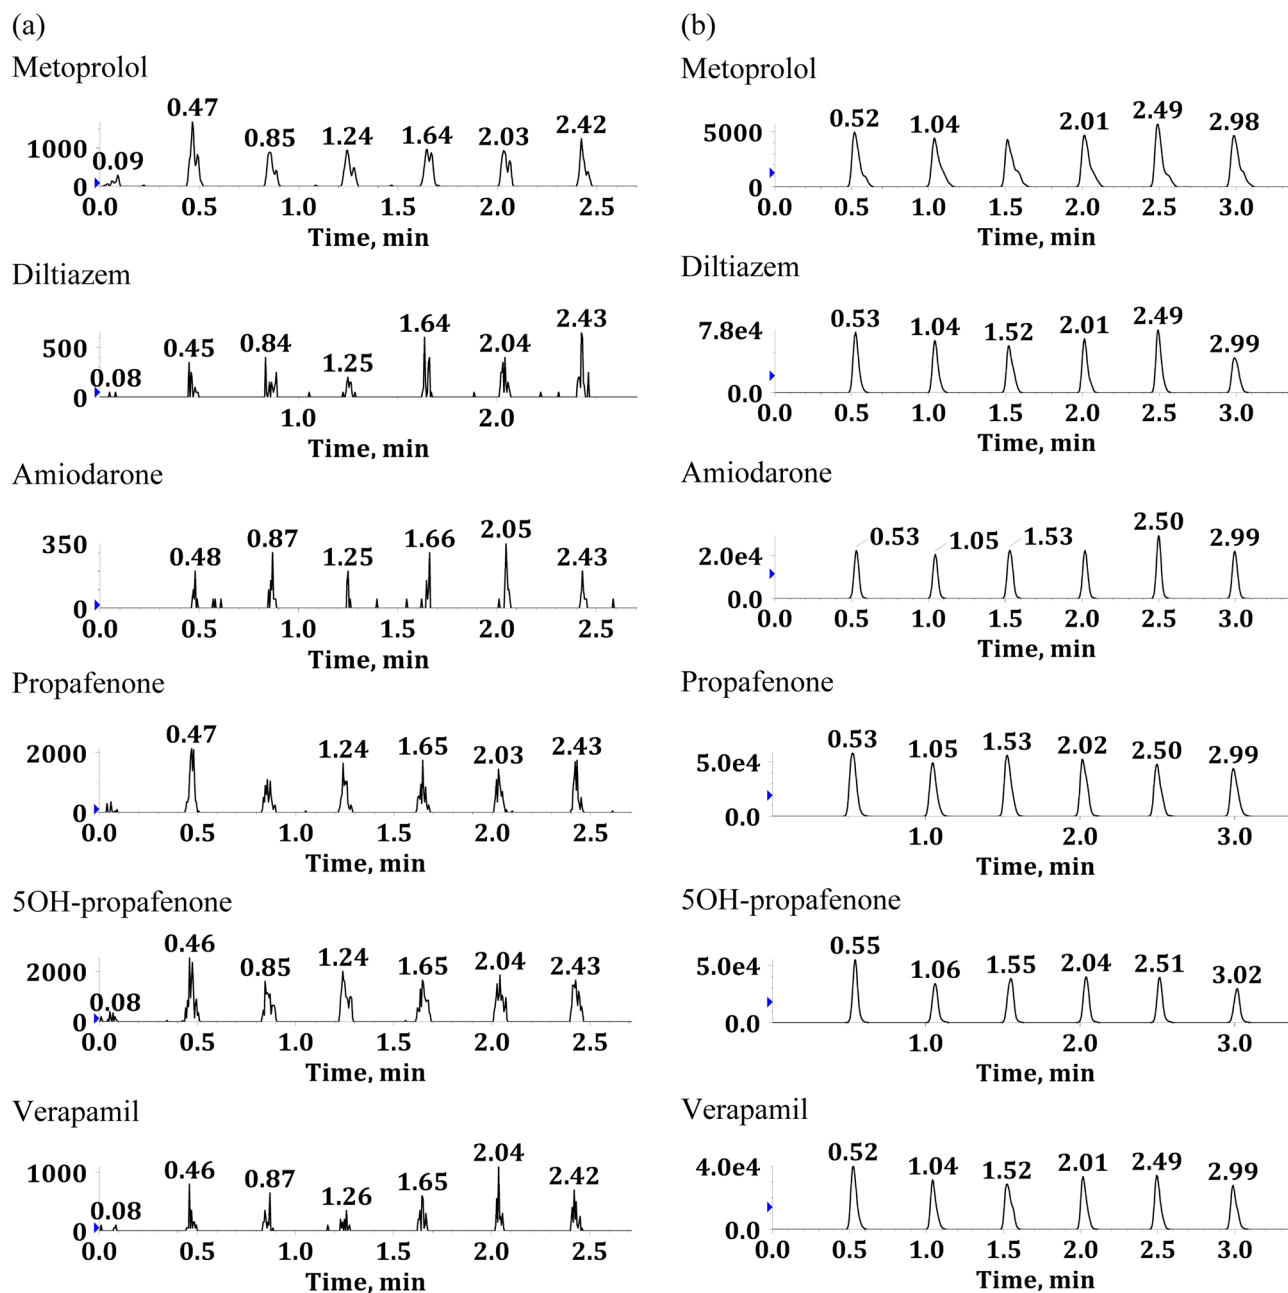 (a)
Metoprolol
1000
0
0.09
0.47
0.85
1.24
1.64
2.03
2.42
0.0 0.5 1.0 1.5 2.0 2.5
Time, min
Diltiazem
500
0
0.08
0.45
0.84
1.25
1.64
2.04
2.43
1.0 2.0
Time, min
Amiodarone
350
0
0.48
0.87
1.25
1.66
2.05
2.43
0.0 0.5 1.0 1.5 2.0 2.5
Time, min
Propafenone
2000
0
0.47
1.24
1.65
2.03
2.43
0.0 0.5 1.0 1.5 2.0 2.5
Time, min
5OH-propafenone
2000
0
0.08
0.46
0.85
1.24
1.65
2.04
2.43
0.0 0.5 1.0 1.5 2.0 2.5
Time, min
Verapamil
1000
0
0.08
0.46
0.87
1.26
1.65
2.04
2.42
0.0 0.5 1.0 1.5 2.0 2.5
Time, min
(b)
Metoprolol
5000
0
0.52
1.04
2.01
2.49
2.98
0.0 0.5 1.0 1.5 2.0 2.5 3.0
Time, min
Diltiazem
7.8e4
0.0
0.53
1.04
1.52
2.01
2.49
2.99
0.0 0.5 1.0 1.5 2.0 2.5 3.0
Time, min
Amiodarone
2.0e4
0.0
0.53
1.05
1.53
2.50
2.99
0.0 0.5 1.0 1.5 2.0 2.5 3.0
Time, min
Propafenone
5.0e4
0.0
0.53
1.05
1.53
2.02
2.50
2.99
1.0 2.0 3.0
Time, min
5OH-propafenone
5.0e4
0.0
0.55
1.06
1.55
2.04
2.51
3.02
1.0 2.0 3.0
Time, min
Verapamil
4.0e4
0.0
0.52
1.04
1.52
2.01
2.49
2.99
0.0 0.5 1.0 1.5 2.0 2.5 3.0
Time, min